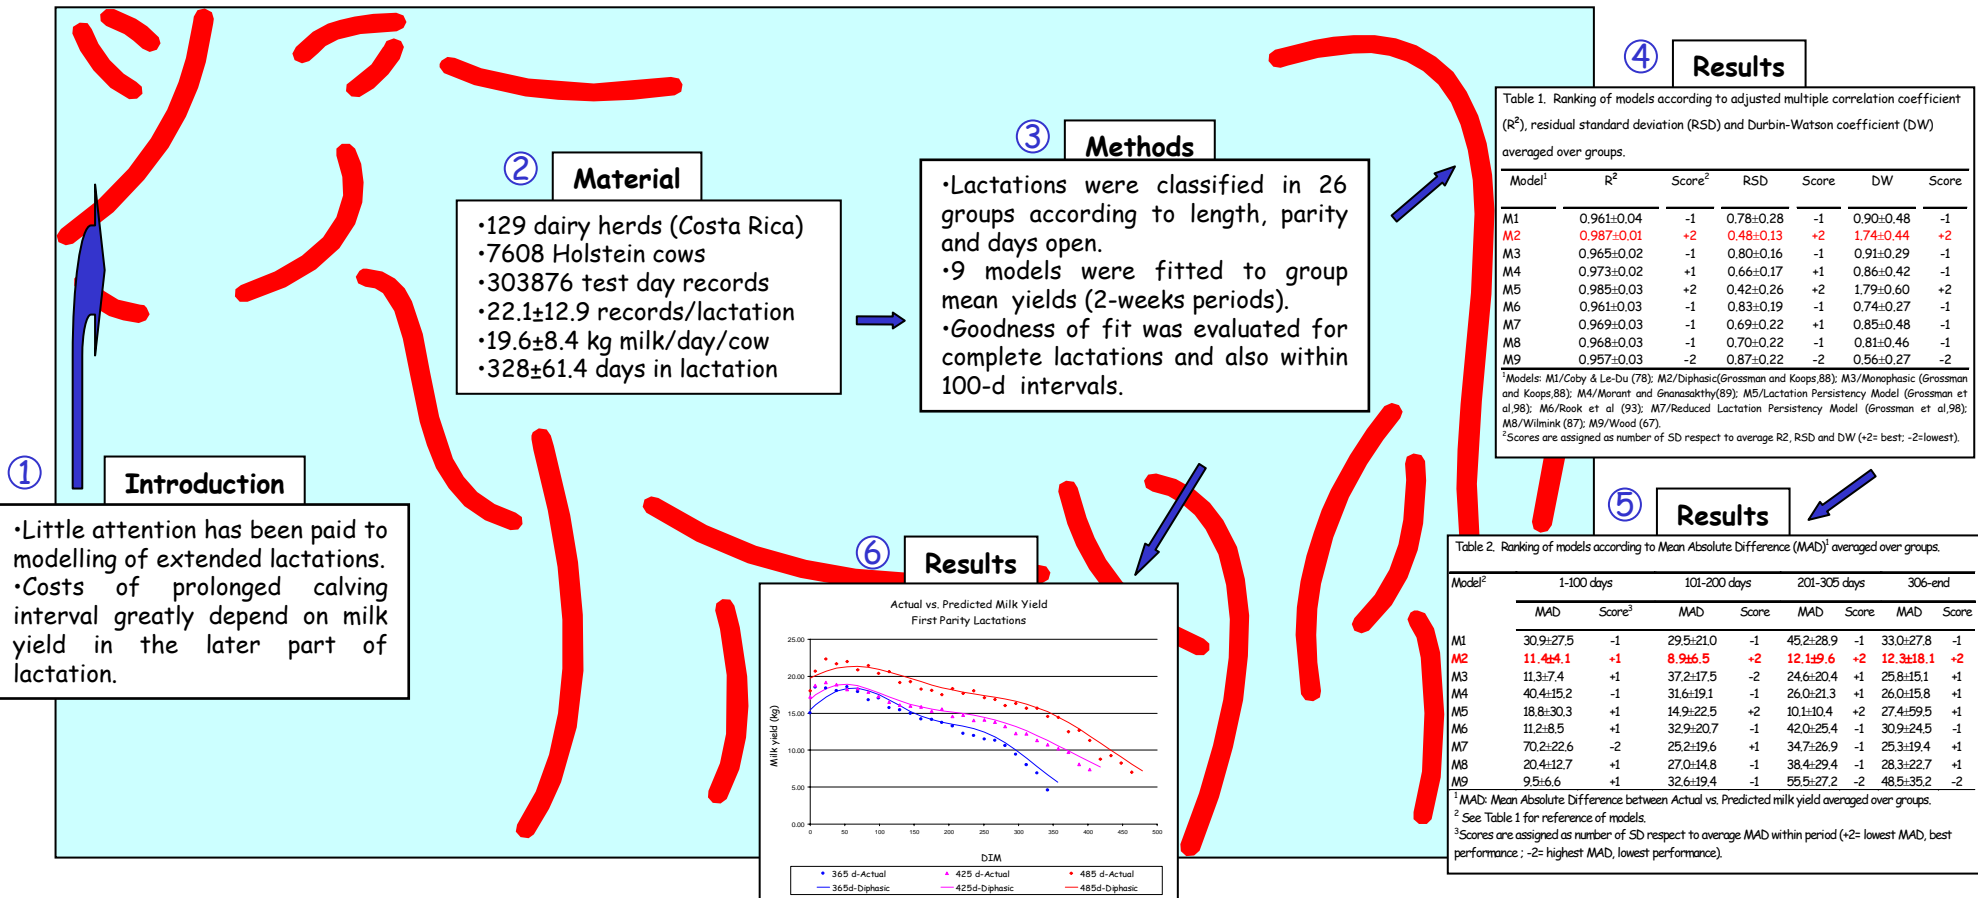 ①
Introduction
•Little attention has been paid to
modelling of extended lactations.
•Costs of prolonged calving
interval greatly depend on milk
yield in the later part of
lactation.
②
Material
•129 dairy herds (Costa Rica)
•7608 Holstein cows
•303876 test day records
•22.1±12.9 records/lactation
•19.6±8.4 kg milk/day/cow
•328±61.4 days in lactation
③
Methods
•Lactations were classified in 26
groups according to length, parity
and days open.
•9 models were fitted to group
mean yields (2-weeks periods).
•Goodness of fit was evaluated for
complete lactations and also within
100-d intervals.
④
Results
Table 1. Ranking of models according to adjusted multiple correlation coefficient
(R²), residual standard deviation (RSD) and Durbin-Watson coefficient (DW)
averaged over groups.
Model¹ R² Score² RSD Score DW Score
M1 0.961±0.04 -1 0.78±0.28 -1 0.90±0.48 -1
M2 0.987±0.01 +2 0.48±0.13 +2 1.74±0.44 +2
M3 0.965±0.02 -1 0.80±0.16 -1 0.91±0.29 -1
M4 0.973±0.02 +1 0.66±0.17 +1 0.86±0.42 -1
M5 0.985±0.03 +2 0.42±0.26 +2 1.79±0.60 +2
M6 0.961±0.03 -1 0.83±0.19 -1 0.74±0.27 -1
M7 0.969±0.03 -1 0.69±0.22 +1 0.85±0.48 -1
M8 0.968±0.03 -1 0.70±0.22 -1 0.81±0.46 -1
M9 0.957±0.03 -2 0.87±0.22 -2 0.56±0.27 -2
¹Models: M1/Coby & Le-Du (78); M2/Diphasic(Grossman and Koops,88); M3/Monophasic (Grossman
and Koops,88); M4/Morant and Gnanasakthy(89); M5/Lactation Persistency Model (Grossman et
al,98); M6/Rook et al (93); M7/Reduced Lactation Persistency Model (Grossman et al,98);
M8/Wilmink (87); M9/Wood (67).
²Scores are assigned as number of SD respect to average R2, RSD and DW (+2= best; -2=lowest).
⑤
Results
Table 2. Ranking of models according to Mean Absolute Difference (MAD)¹ averaged over groups.
Model² 1-100 days 101-200 days 201-305 days 306-end
MAD Score³ MAD Score MAD Score MAD Score
M1 30.9±27.5 -1 29.5±21.0 -1 45.2±28.9 -1 33.0±27.8 -1
M2 11.4±4.1 +1 8.9±6.5 +2 12.1±9.6 +2 12.3±18.1 +2
M3 11.3±7.4 +1 37.2±17.5 -2 24.6±20.4 +1 25.8±15.1 +1
M4 40.4±15.2 -1 31.6±19.1 -1 26.0±21.3 +1 26.0±15.8 +1
M5 18.8±30.3 +1 14.9±22.5 +2 10.1±10.4 +2 27.4±59.5 +1
M6 11.2±8.5 +1 32.9±20.7 -1 42.0±25.4 -1 30.9±24.5 -1
M7 70.2±22.6 -2 25.2±19.6 +1 34.7±26.9 -1 25.3±19.4 +1
M8 20.4±12.7 +1 27.0±14.8 -1 38.4±29.4 -1 28.3±22.7 +1
M9 9.5±6.6 +1 32.6±19.4 -1 55.5±27.2 -2 48.5±35.2 -2
¹MAD: Mean Absolute Difference between Actual vs. Predicted milk yield averaged over groups.
² See Table 1 for reference of models.
³Scores are assigned as number of SD respect to average MAD within period (+2= lowest MAD, best
performance ; -2= highest MAD, lowest performance).
⑥
Results
Actual vs. Predicted Milk Yield
First Parity Lactations
Milk yield (kg)
25.00
20.00
15.00
10.00
5.00
0.00
0 50 100 150 200 250 300 350 400 450 500
DIM
365 d-Actual 425 d-Actual 485 d-Actual
365d-Diphasic 425d-Diphasic 485d-Diphasic